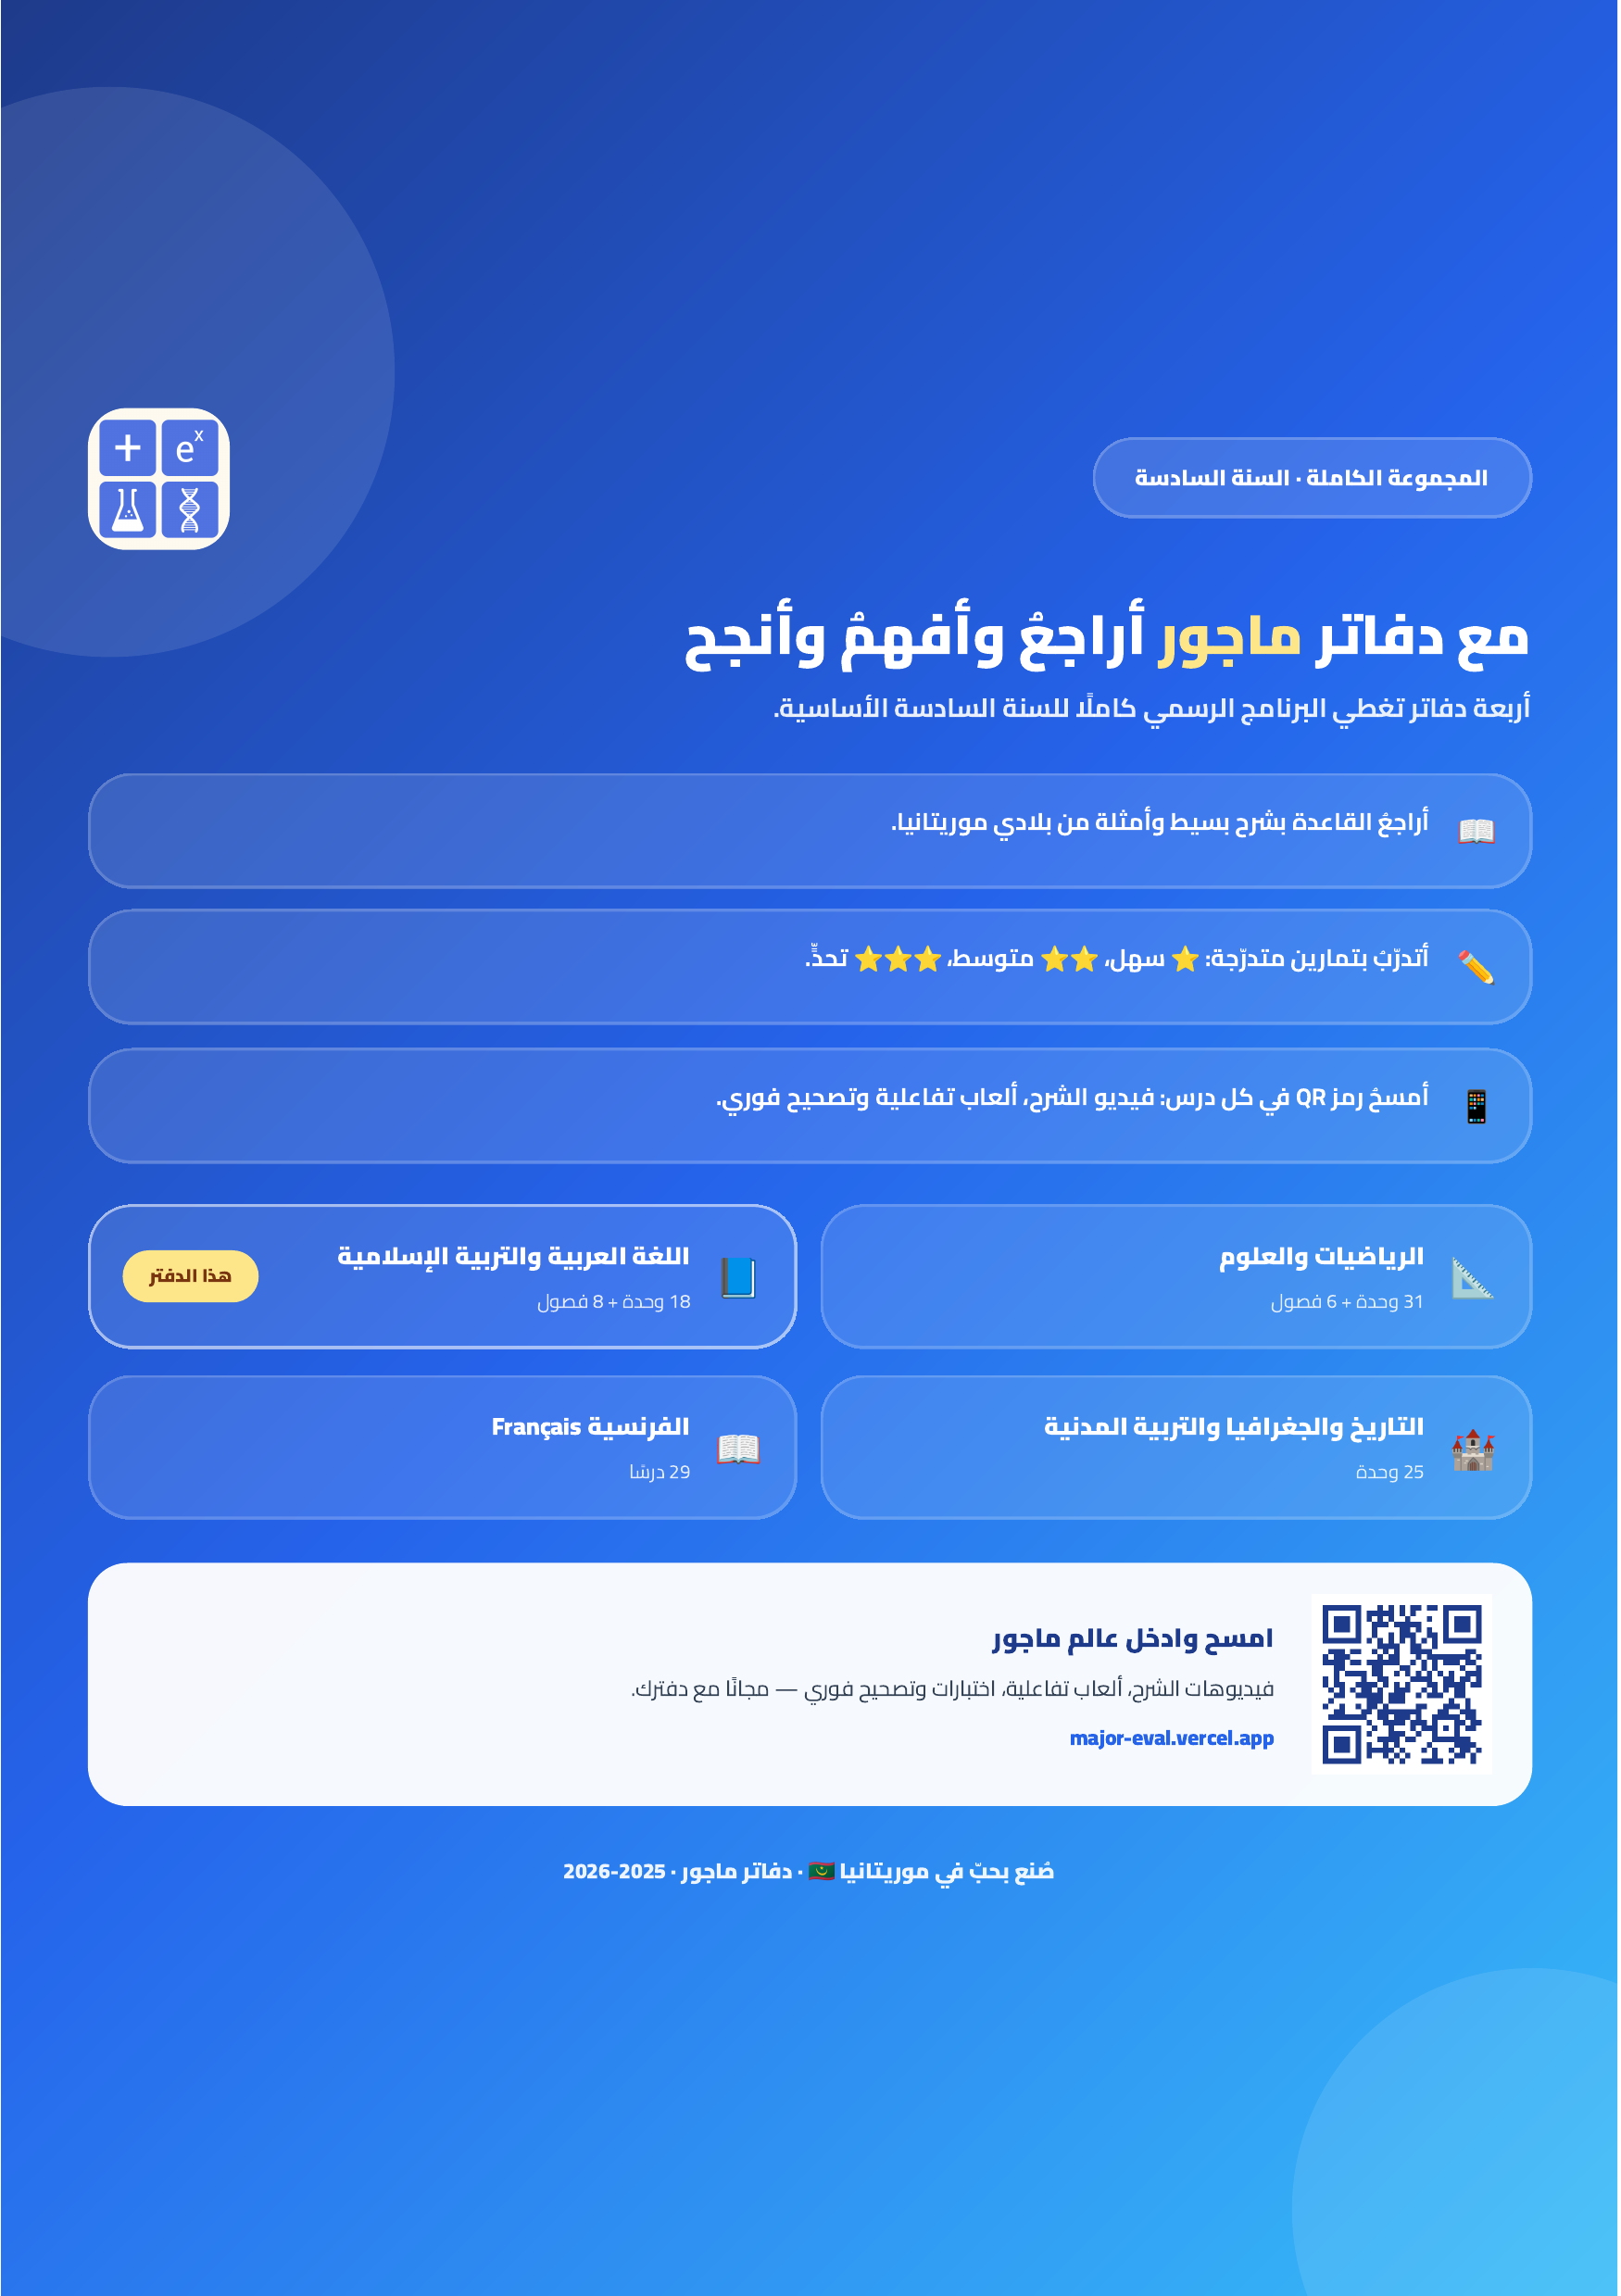 المجموعة الكاملة · السنة السادسة
+ eˣ
مع دفاتر ماجور أراجعُ وأفهمُ وأنجح
أربعة دفاتر تغطي البرنامج الرسمي كاملًا للسنة السادسة الأساسية.
📖 أراجعُ القاعدة بشرح بسيط وأمثلة من بلادي موريتانيا.
✏️ أتدرّبُ بتمارين متدرّجة: ⭐ سهل، ⭐⭐ متوسط، ⭐⭐⭐ تحدٍّ.
📱 أمسحُ رمز QR في كل درس: فيديو الشرح، ألعاب تفاعلية وتصحيح فوري.
📐 الرياضيات والعلوم
31 وحدة + 6 فصول
📘 اللغة العربية والتربية الإسلامية
18 وحدة + 8 فصول
هذا الدفتر
🏰 التاريخ والجغرافيا والتربية المدنية
25 وحدة
📖 الفرنسية Français
29 درسًا
امسح وادخل عالم ماجور
فيديوهات الشرح، ألعاب تفاعلية، اختبارات وتصحيح فوري — مجانًا مع دفترك.
major-eval.vercel.app
صُنع بحبّ في موريتانيا 🇲🇷 · دفاتر ماجور · 2025-2026